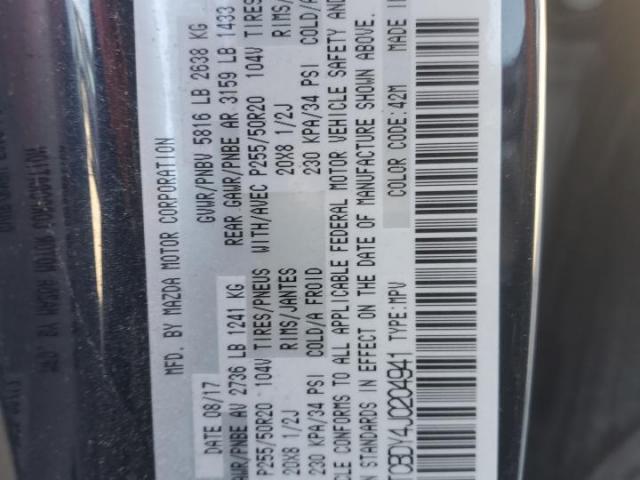 MFD. BY MAZDA MOTOR CORPORATION
DATE 08/17 GVWR/PNBV 5816 LB 2638 KG
GAWR/PNBE AV 2736 LB 1241 KG REAR GAWR/PNBE AR 3159 LB 1433
P255/50R20 104V TIRES/PNEUS WITH/AVEC P255/50R20 104V TIRES
20X8 1/2J RIMS/JANTES 20X8 1/2J RIMS/
230 KPA/34 PSI COLD/A FROID 230 KPA/34 PSI COLD/A
CLE CONFORMS TO ALL APPLICABLE FEDERAL MOTOR VEHICLE SAFETY AND
STANDARDS IN EFFECT ON THE DATE OF MANUFACTURE SHOWN ABOVE.
TCBDY4J0204941 TYPE:MPV COLOR CODE:42M MADE